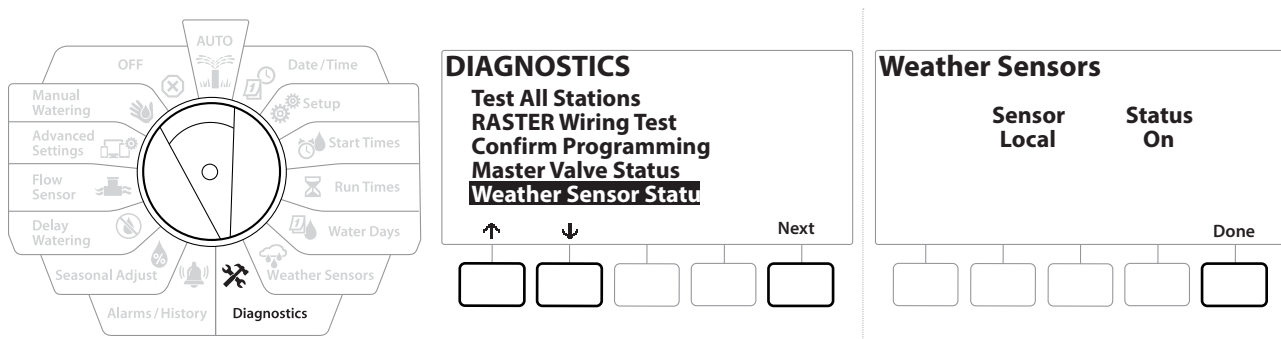 AUTO
OFF
Date / Time
Manual
Watering
Setup
Advanced
Settings
Start Times
Flow
Sensor
Run Times
Delay
Watering
Water Days
Seasonal Adjust
Weather Sensors
Alarms / History
Diagnostics
1
1
%
DIAGNOSTICS
Test All Stations
RASTER Wiring Test
Confirm Programming
Master Valve Status
Weather Sensor Statu
Next
Weather Sensors
Sensor Status
Local On
Done